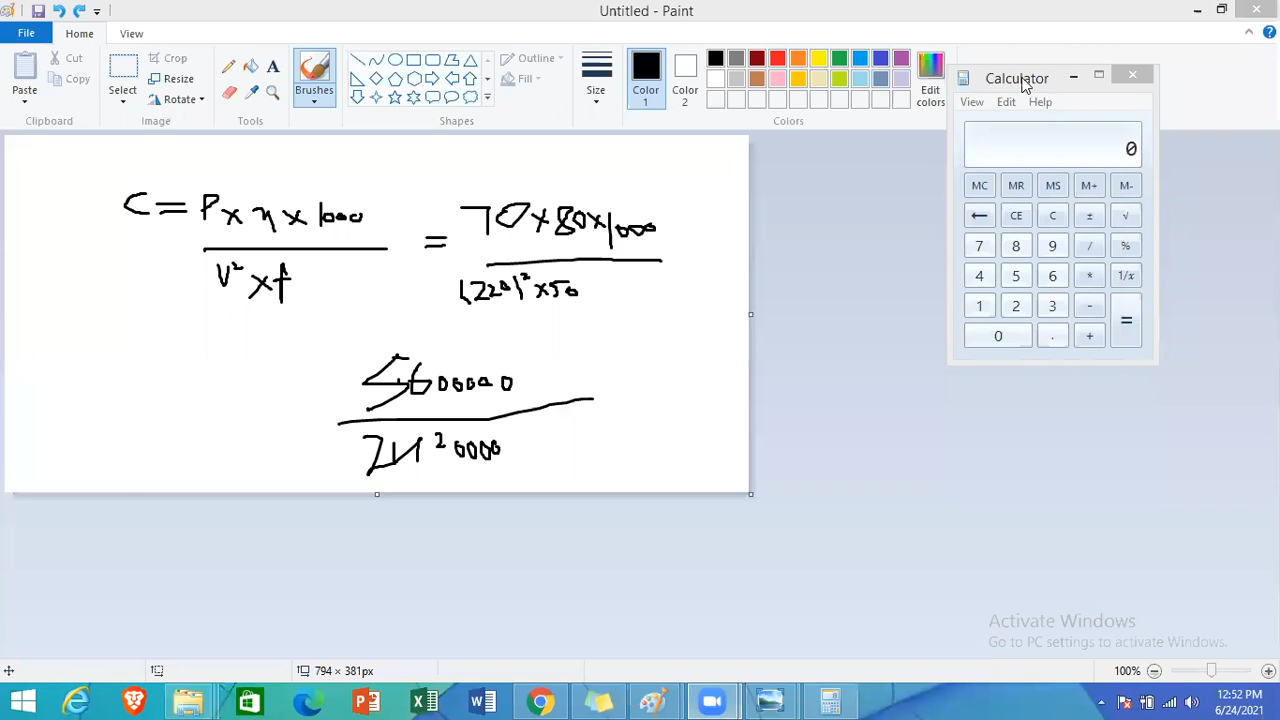 Untitled - Paint
File Home View
Paste Cut Copy Clipboard
Select Crop Resize Rotate Image
A Tools
Brushes
Outline Fill Shapes
Size
Color 1 Color 2 Edit colors Colors
Calculator
View Edit Help
0
MC MR MS M+ M-
← CE C ± √
7 8 9 / %
4 5 6 * 1/x
1 2 3 - =
0 . +
C = P x η x 1000 = 70 x 80 x 1000
V² x f (220)² x 50
5600000
2420000
Activate Windows
Go to PC settings to activate Windows.
794 × 381px 100%
12:52 PM
6/24/2021